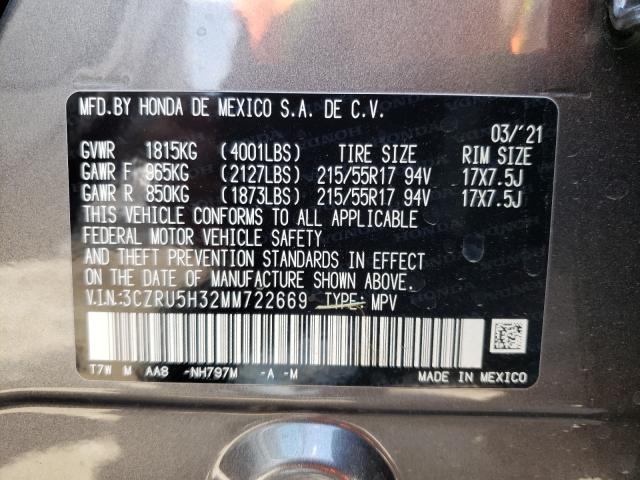 MFD.BY HONDA DE MEXICO S.A. DE C.V.
03/'21
GVWR 1815KG (4001LBS) TIRE SIZE RIM SIZE
GAWR F 965KG (2127LBS) 215/55R17 94V 17X7.5J
GAWR R 850KG (1873LBS) 215/55R17 94V 17X7.5J
THIS VEHICLE CONFORMS TO ALL APPLICABLE
FEDERAL MOTOR VEHICLE SAFETY
AND THEFT PREVENTION STANDARDS IN EFFECT
ON THE DATE OF MANUFACTURE SHOWN ABOVE.
V.I.N:3CZRU5H32MM722669 TYPE:MPV
T7W M AA8 -NH797M -A -M
MADE IN MEXICO